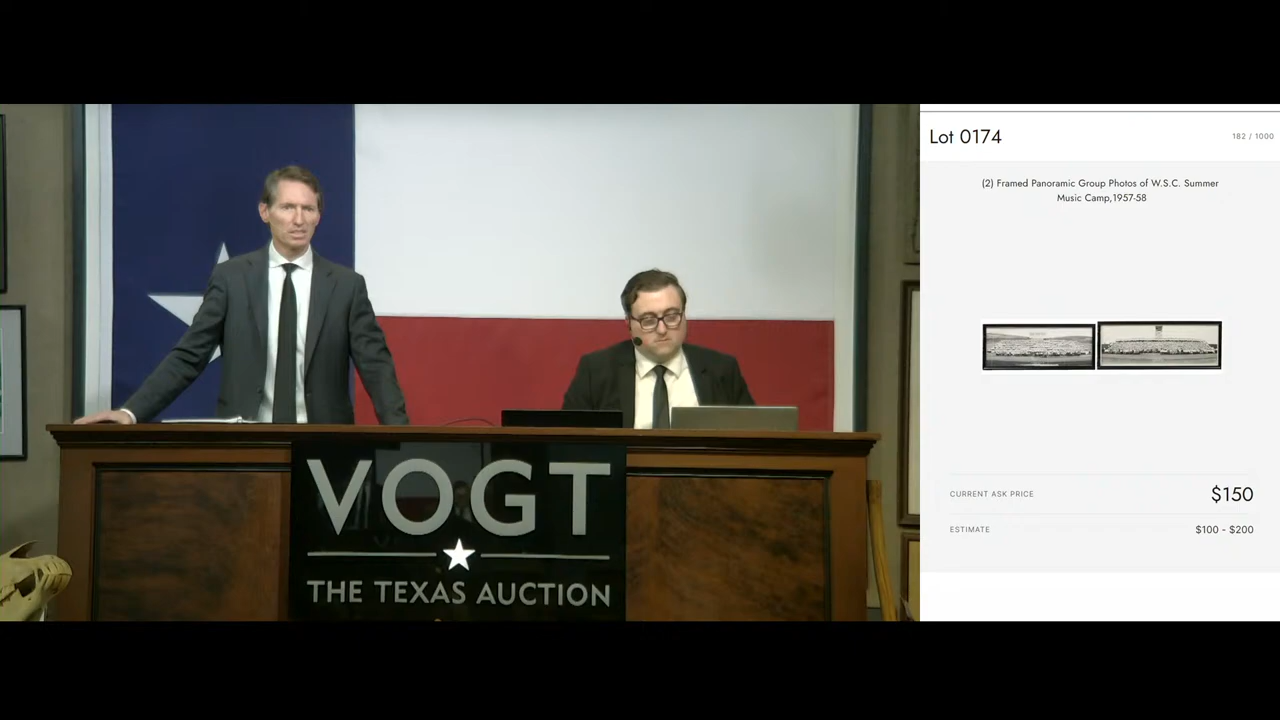 VOGT
THE TEXAS AUCTION
Lot 0174
182 / 1000
(2) Framed Panoramic Group Photos of W.S.C. Summer
Music Camp,1957-58
CURRENT ASK PRICE
$150
ESTIMATE
$100 - $200